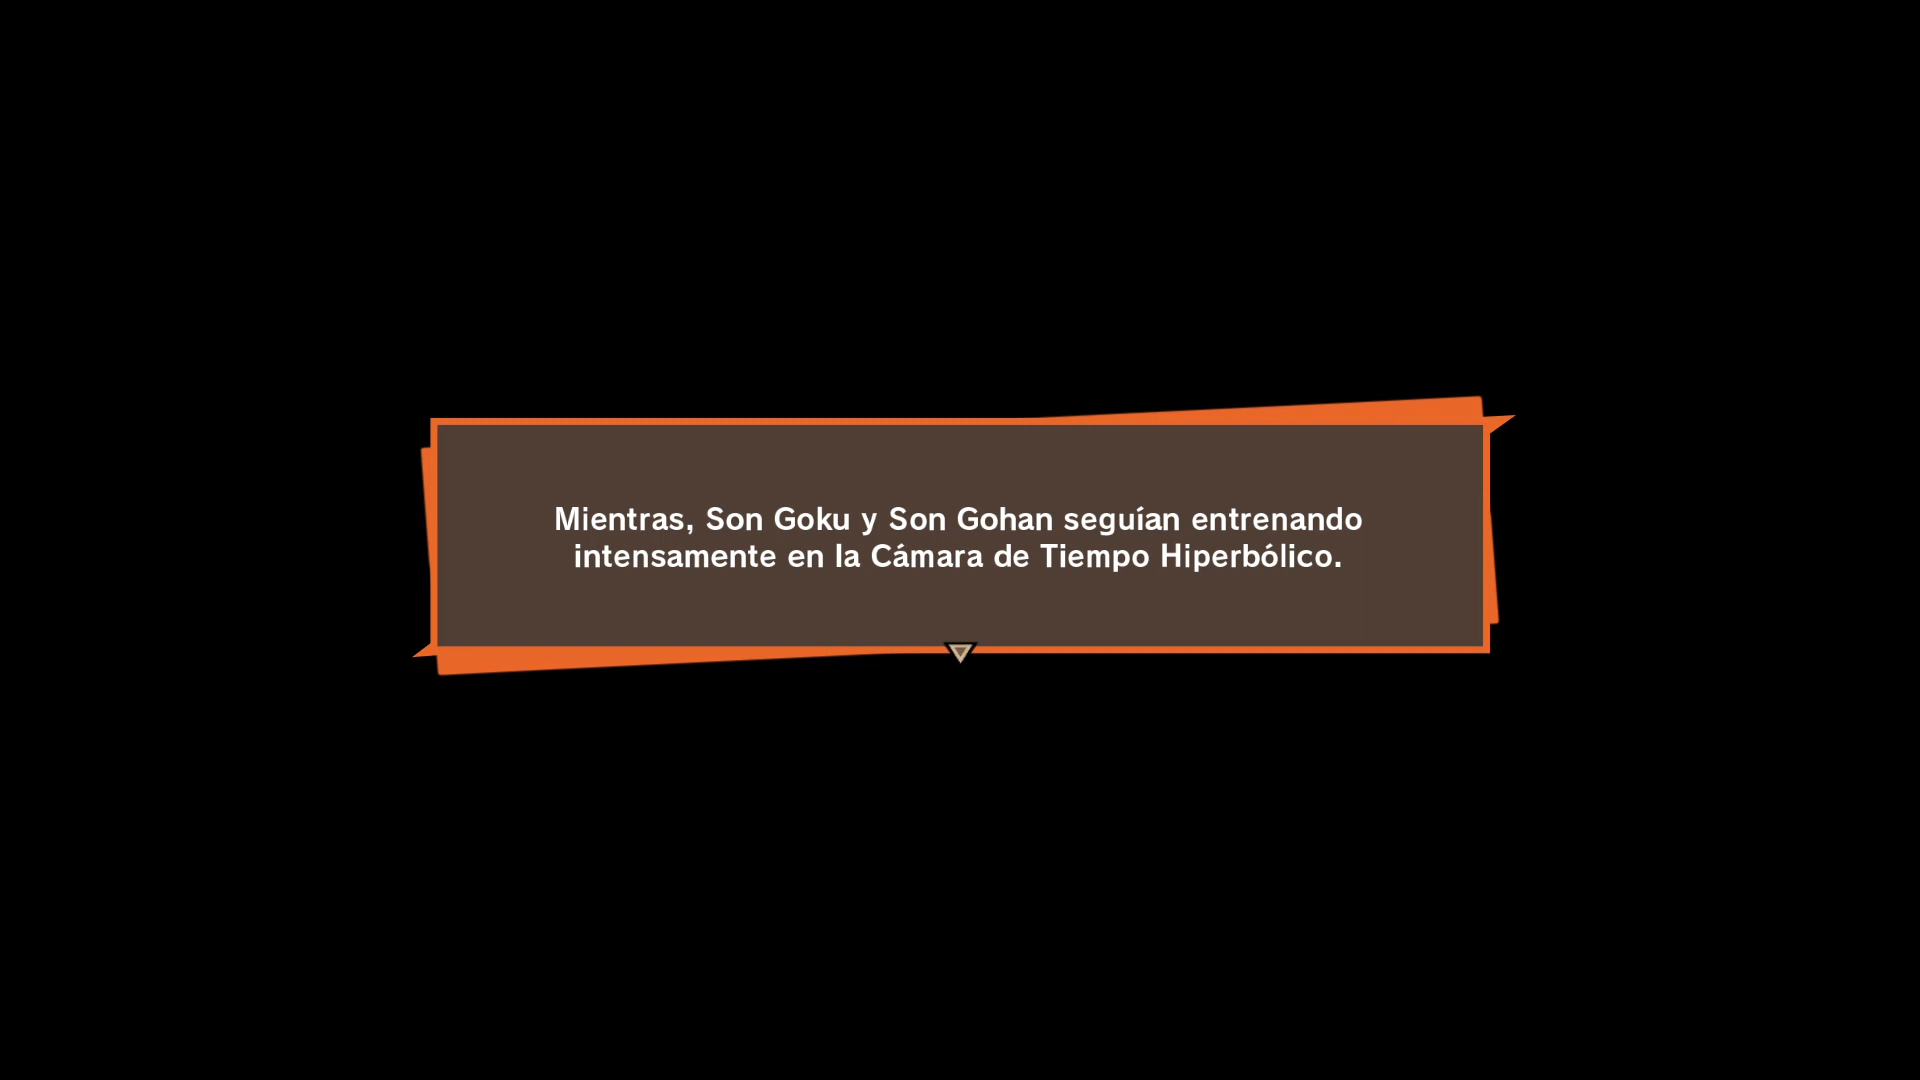 Mientras, Son Goku y Son Gohan seguían entrenando
intensamente en la Cámara de Tiempo Hiperbólico.